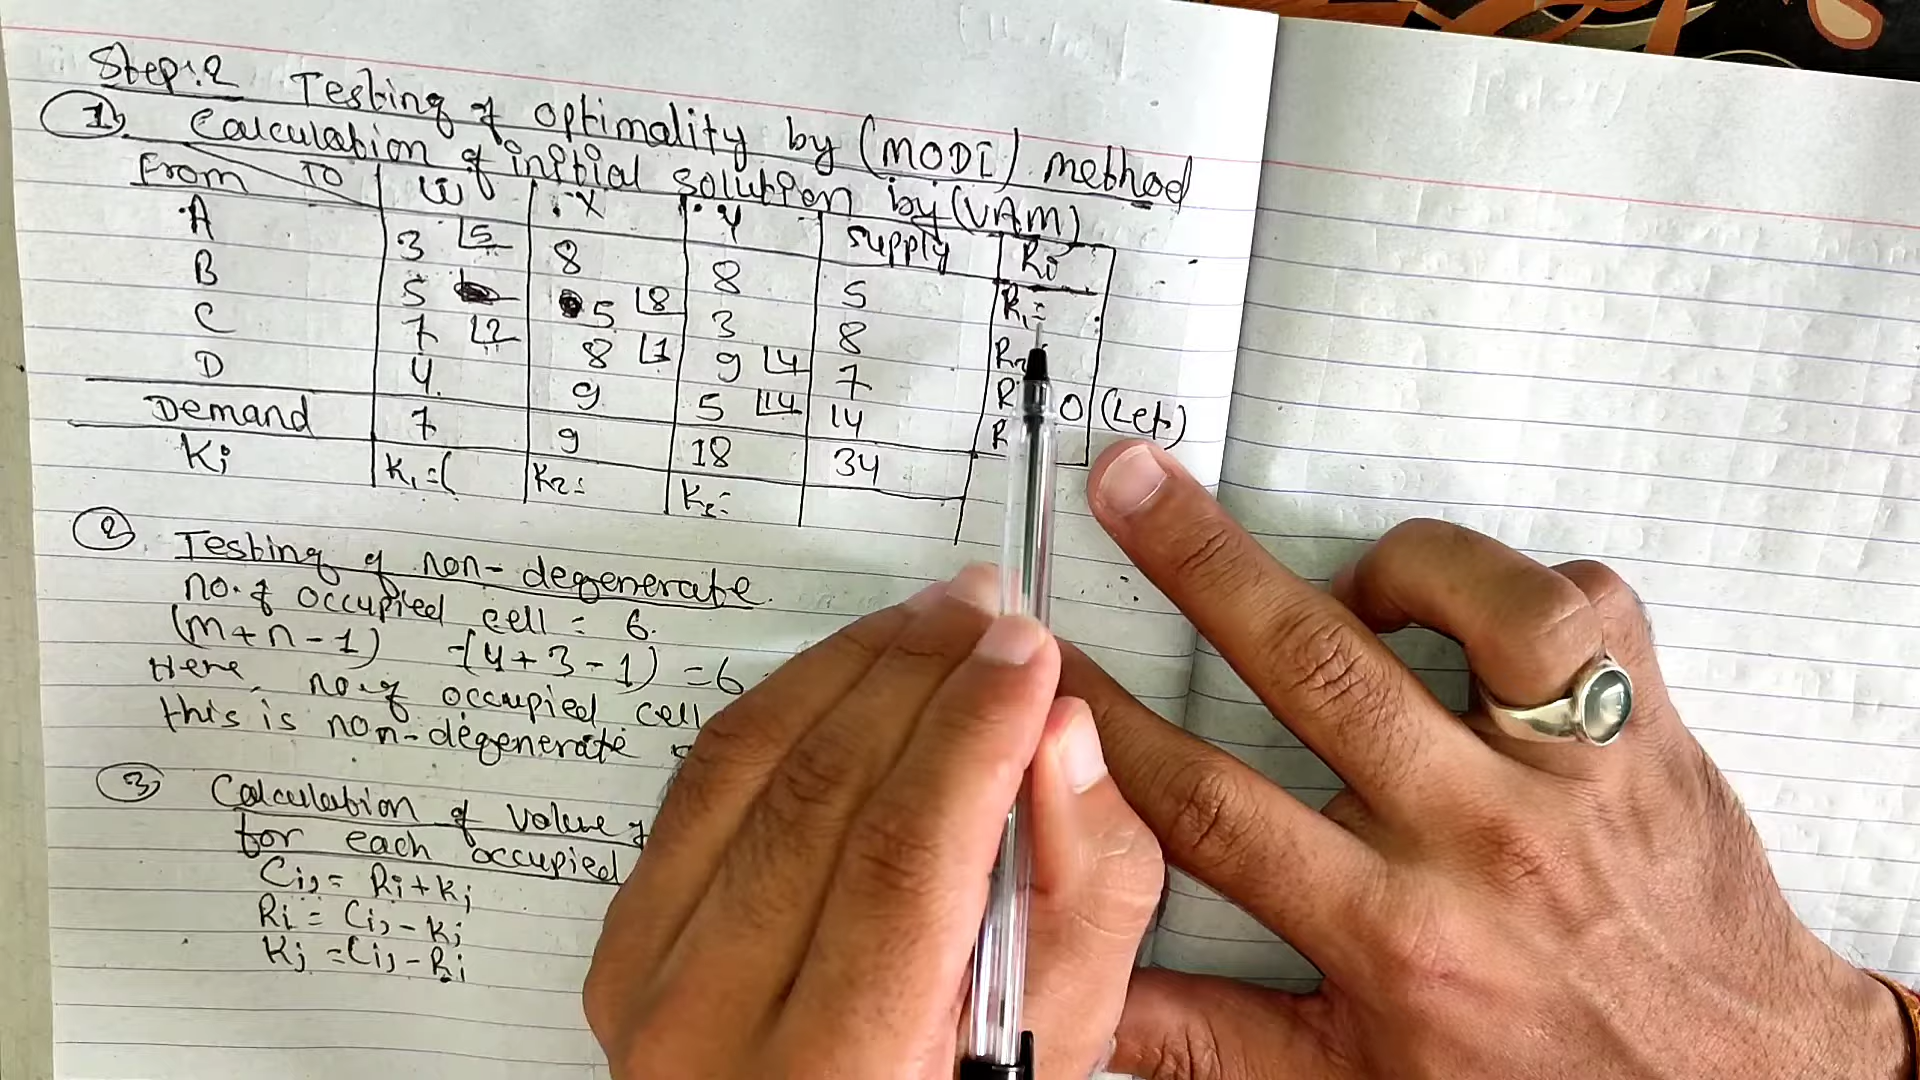 Step:2 Testing of optimality by (MODI) method
1) Calculation of initial solution by (VAM)
From TO W X Y Supply Ri
A 3 5 8 8 5 R1=
B 5 5 8 3 8 R2
C 7 2 8 1 9 4 7 R 0 (Let)
D 4 9 5 14 14 R
Demand 7 9 18 34
Kj K1=( K2= K3=
2 Testing of non-degenerate
no. of occupied cell = 6.
(m+n-1) -(4+3-1) =6
Here, no. of occupied cell
this is non-degenerate
3 Calculation of value
for each occupied
Cij = Ri+Kj
Ri = Cij - Kj
Kj = Cij - Ri